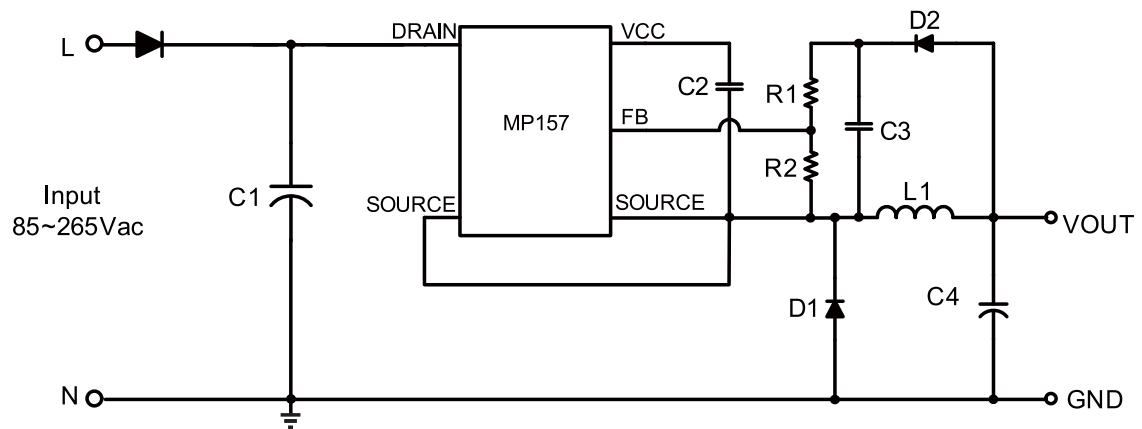 DRAIN
VCC
D2
L
C2
R1
MP157
FB
C3
R2
Input
85~265Vac
C1
SOURCE
SOURCE
L1
VOUT
D1
C4
N
GND